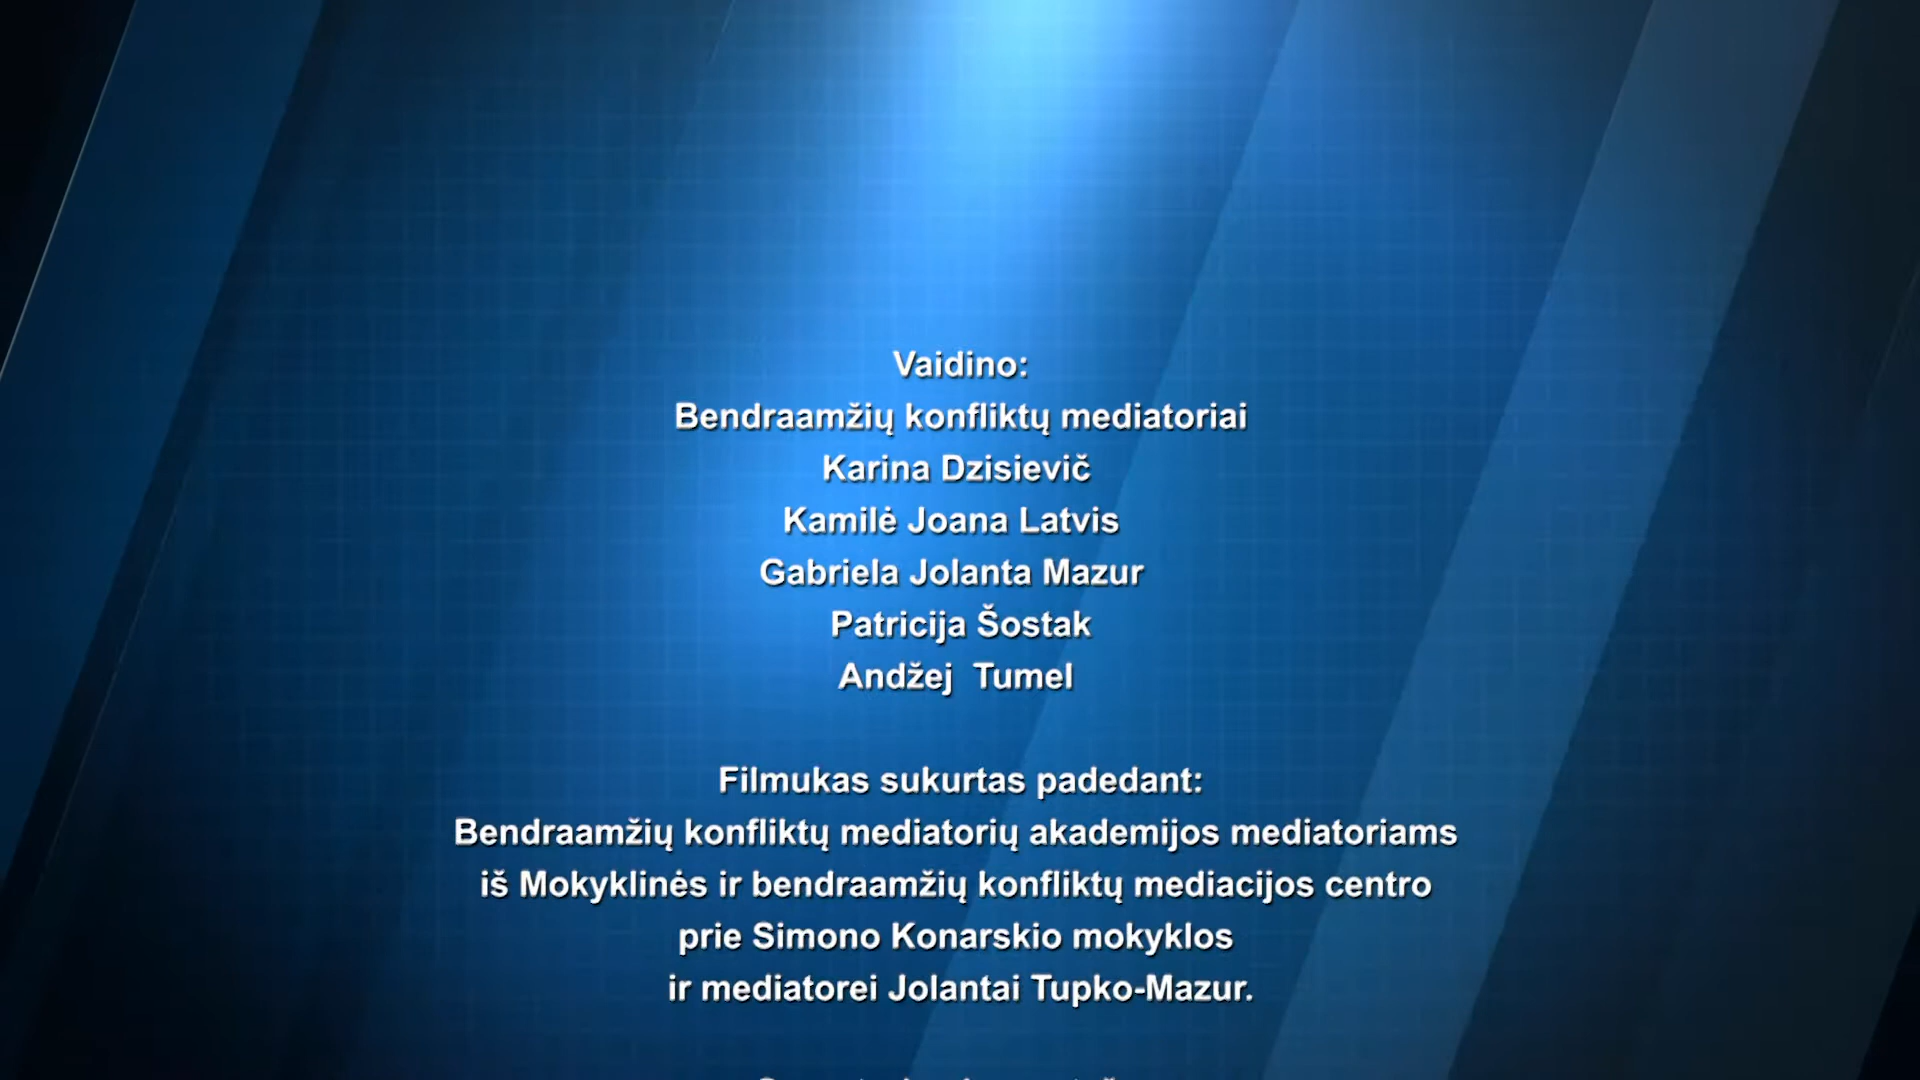 Vaidino:
Bendraamžių konfliktų mediatoriai
Karina Dzisievič
Kamilė Joana Latvis
Gabriela Jolanta Mazur
Patricija Šostak
Andžej  Tumel
Filmukas sukurtas padedant:
Bendraamžių konfliktų mediatorių akademijos mediatoriams
iš Mokyklinės ir bendraamžių konfliktų mediacijos centro
prie Simono Konarskio mokyklos
ir mediatorei Jolantai Tupko-Mazur.